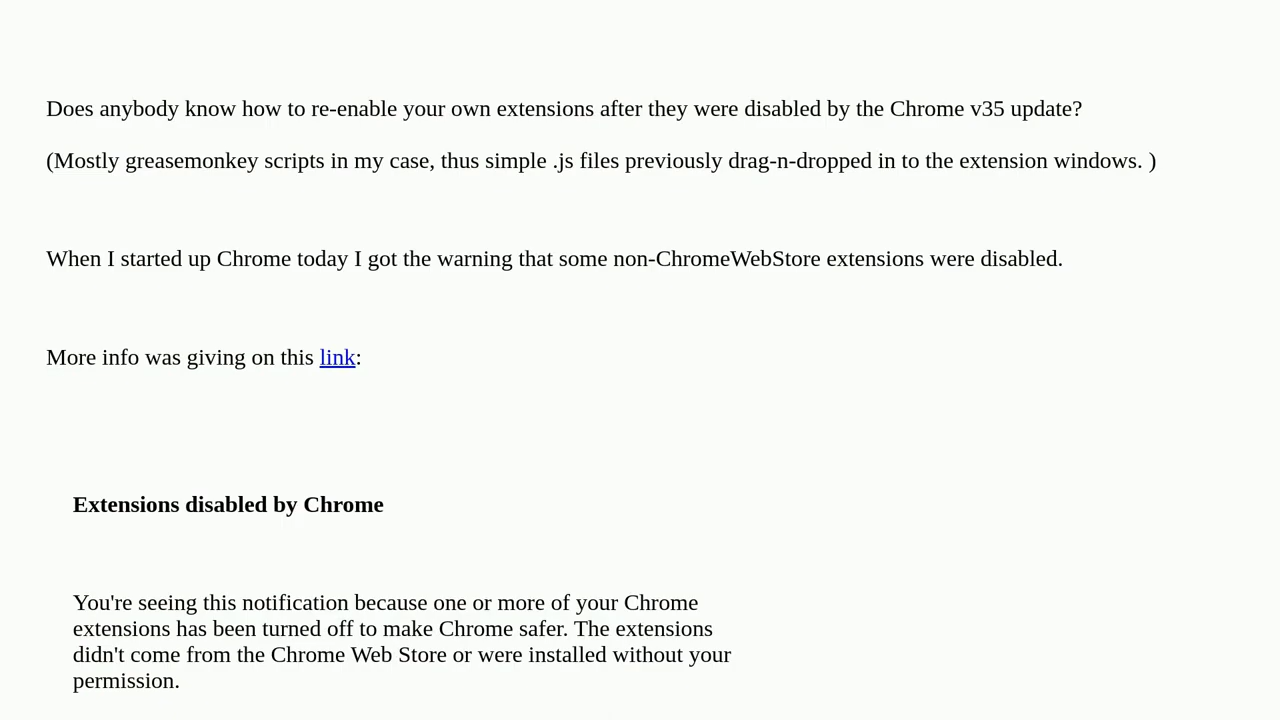 Does anybody know how to re-enable your own extensions after they were disabled by the Chrome v35 update?
(Mostly greasemonkey scripts in my case, thus simple .js files previously drag-n-dropped in to the extension windows. )
When I started up Chrome today I got the warning that some non-ChromeWebStore extensions were disabled.
More info was giving on this link:
Extensions disabled by Chrome
You're seeing this notification because one or more of your Chrome
extensions has been turned off to make Chrome safer. The extensions
didn't come from the Chrome Web Store or were installed without your
permission.